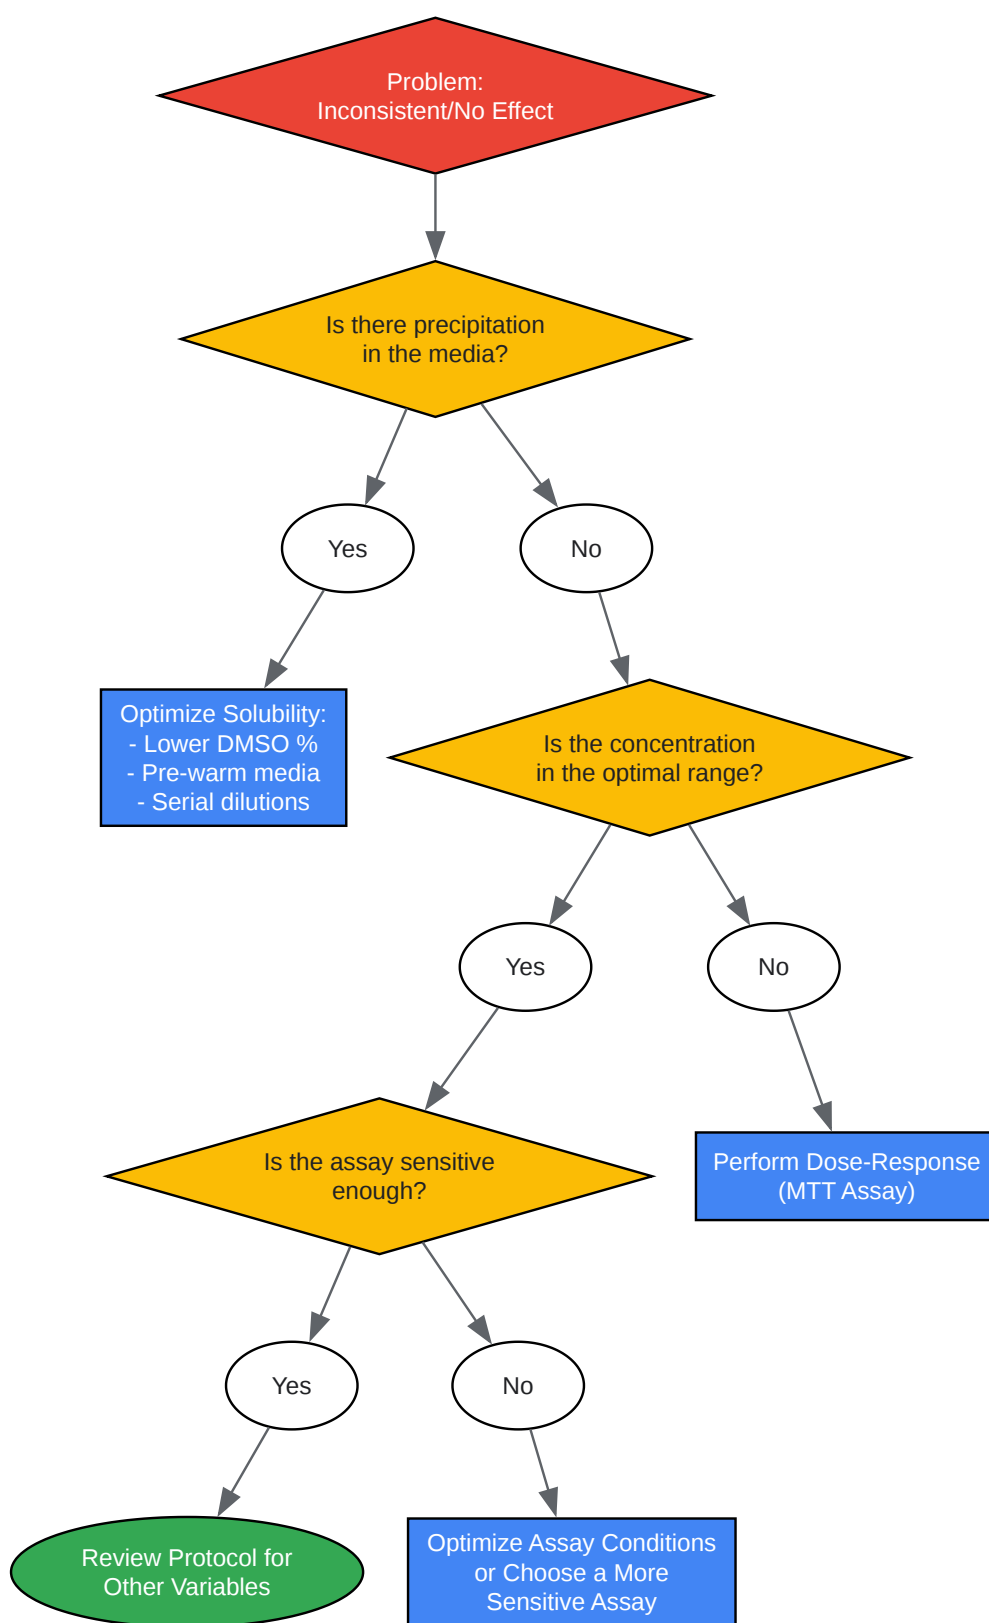 Problem:
Inconsistent/No Effect
Is there precipitation
in the media?
Yes
No
Optimize Solubility:
- Lower DMSO %
- Pre-warm media
- Serial dilutions
Is the concentration
in the optimal range?
Yes
No
Is the assay sensitive
enough?
Perform Dose-Response
(MTT Assay)
Yes
No
Review Protocol for
Other Variables
Optimize Assay Conditions
or Choose a More
Sensitive Assay